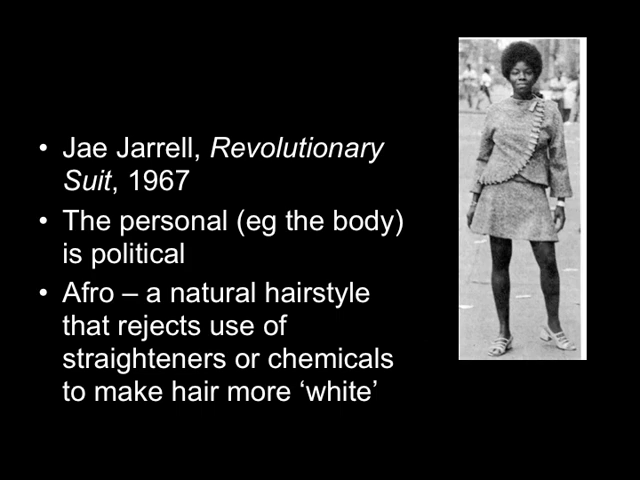 • Jae Jarrell, Revolutionary
Suit, 1967
• The personal (eg the body)
is political
• Afro – a natural hairstyle
that rejects use of
straighteners or chemicals
to make hair more ‘white’